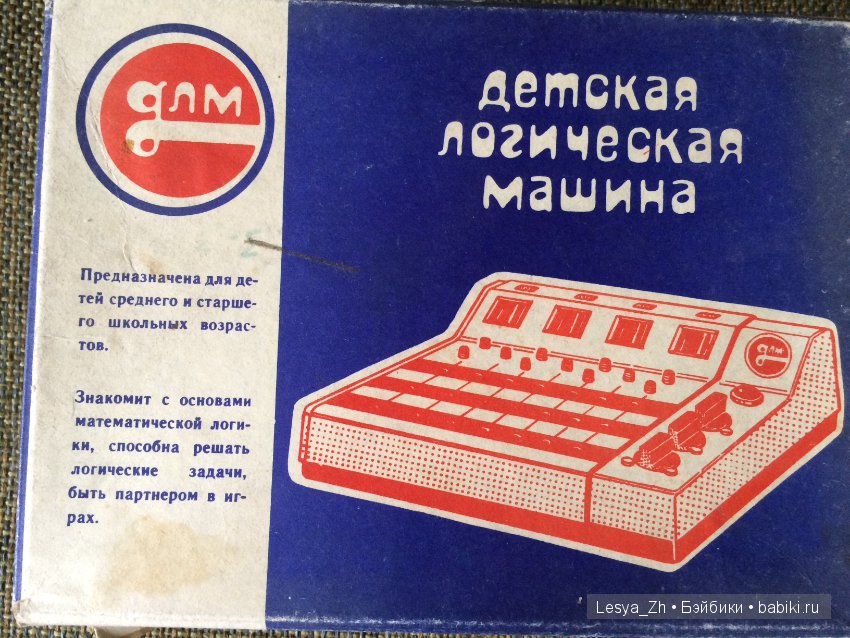 длм
детская
логическая
машина
Предназначена для де-
тей среднего и старше-
го школьных возрас-
тов.
Знакомит с основами
математической логи-
ки, способна решать
логические задачи,
быть партнером в иг-
рах.
длм
Lesya_Zh • Бэйбики • babiki.ru